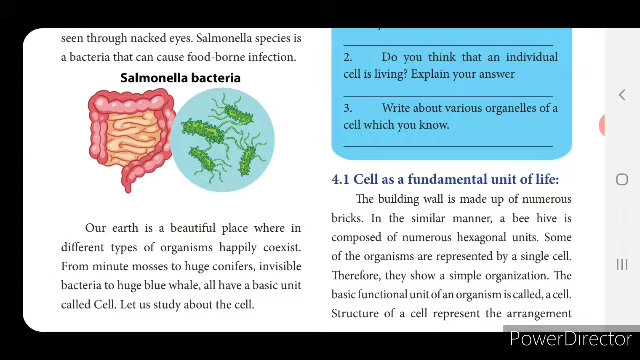 seen through nacked eyes. Salmonella species is
a bacteria that can cause food-borne infection.
Salmonella bacteria
Our earth is a beautiful place where in
different types of organisms happily coexist.
From minute mosses to huge conifers, invisible
bacteria to huge blue whale, all have a basic unit
called Cell. Let us study about the cell.
2. Do you think that an individual
cell is living? Explain your answer
3. Write about various organelles of a
cell which you know.
4.1 Cell as a fundamental unit of life:
The building wall is made up of numerous
bricks. In the similar manner, a bee hive is
composed of numerous hexagonal units. Some
of the organisms are represented by a single cell.
Therefore, they show a simple organization. The
basic functional unit of an organism is called, a cell.
Structure of a cell represent the arrangement
PowerDirector